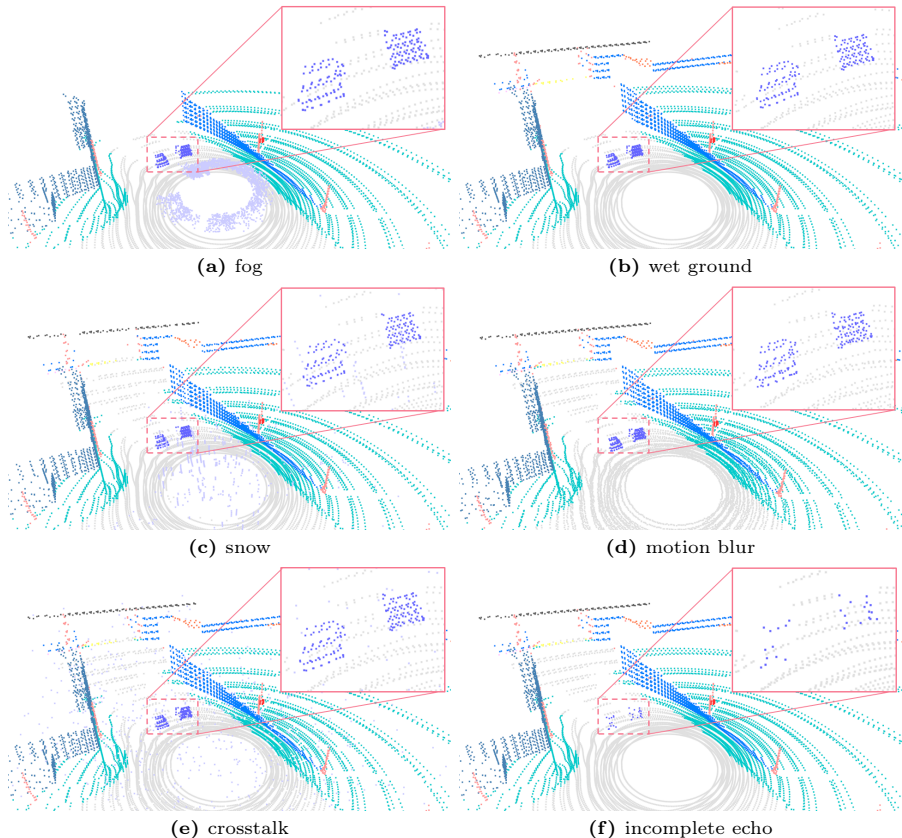 (a) fog
(b) wet ground
(c) snow
(d) motion blur
(e) crosstalk
(f) incomplete echo